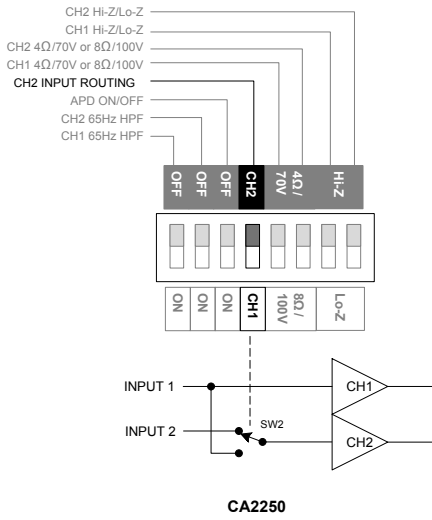 CH2 Hi-Z/Lo-Z
CH1 Hi-Z/Lo-Z
CH2 4Ω/70V or 8Ω/100V
CH1 4Ω/70V or 8Ω/100V
CH2 INPUT ROUTING
APD ON/OFF
CH2 65Hz HPF
CH1 65Hz HPF
OFF
OFF
OFF
CH2
4Ω/
70V
Hi-Z
ON
ON
ON
CH1
8Ω/
100V
Lo-Z
INPUT 1
CH1
INPUT 2
SW2
CH2
CA2250